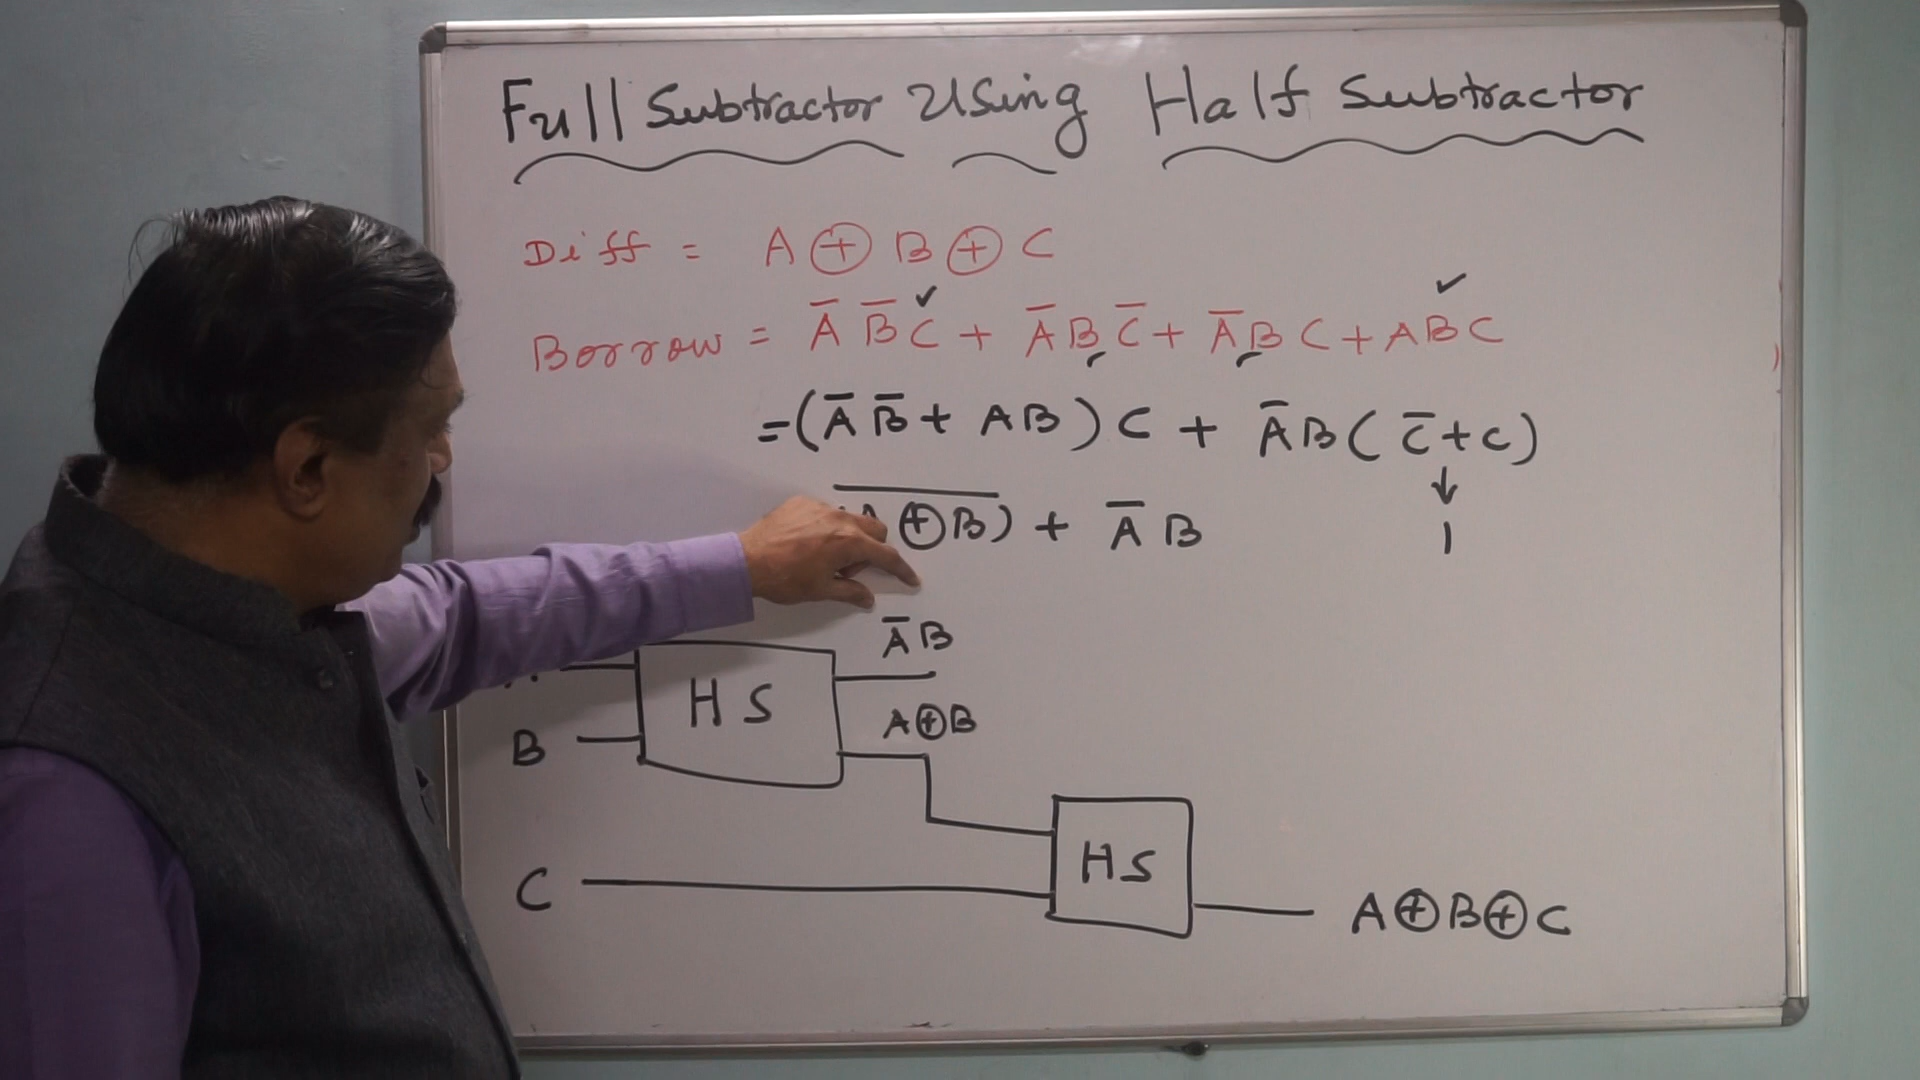 Full Subtractor Using Half Subtractor
Diff = A ⊕ B ⊕ C
Borrow = A̅ B̅ C + A̅ B C̅ + A̅ B C + A B C
= (A̅ B̅ + A B) C + A̅ B ( C̅ + C )
↓
⊕ B) + A̅ B 1
A̅ B
HS
A⊕B
B
HS
C
A⊕B⊕C